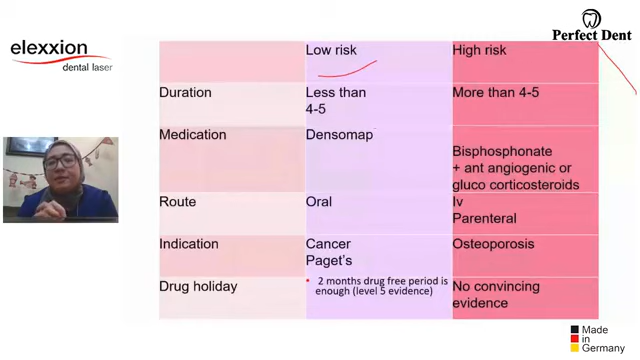 elexxion
dental laser
Perfect Dent
Low risk
High risk
Duration
Less than
4-5
More than 4-5
Medication
Densomap
Bisphosphonate
+ ant angiogenic or
gluco corticosteroids
Route
Oral
Iv
Parenteral
Indication
Cancer
Paget's
Osteoporosis
Drug holiday
• 2 months drug free period is
enough (level 5 evidence)
No convincing
evidence
Made
in
Germany